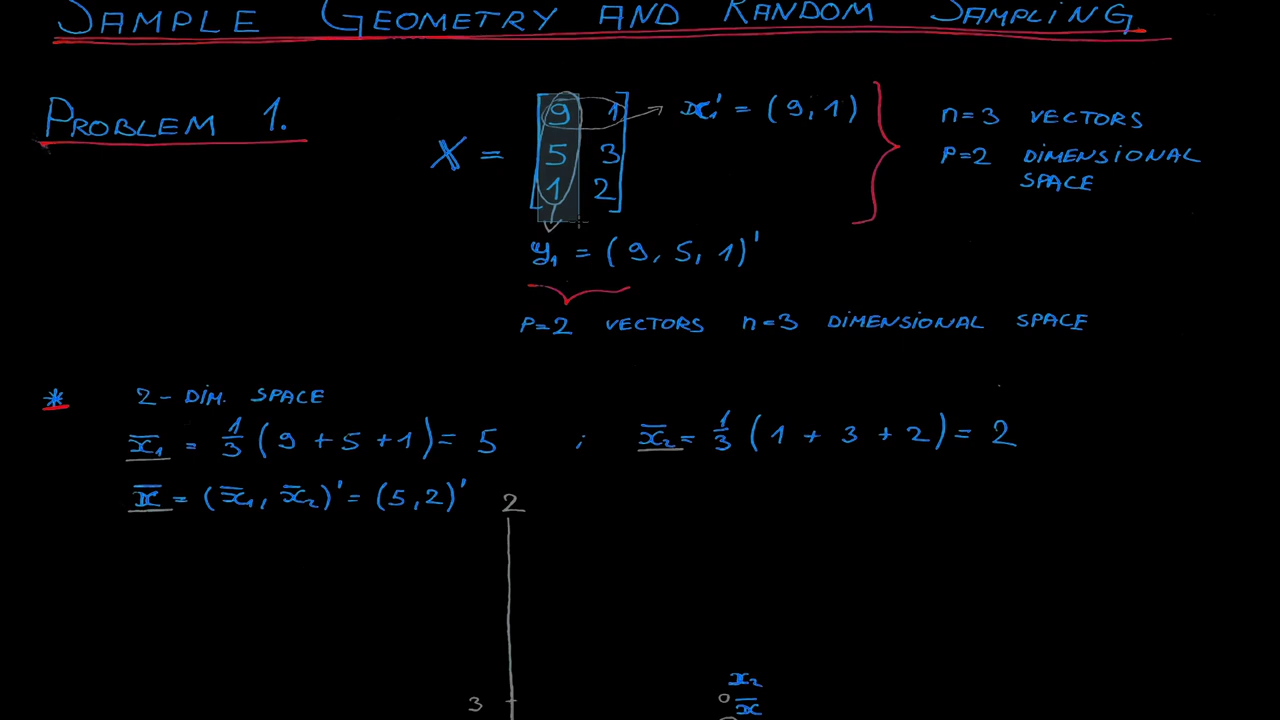 SAMPLE GEOMETRY AND RANDOM SAMPLING
PROBLEM 1.
X = [9 1
5 3
1 2]
x₁' = (9, 1)
n=3 VECTORS
P=2 DIMENSIONAL
SPACE
y₁ = (9, 5, 1)'
P=2 VECTORS n=3 DIMENSIONAL SPACE
* 2-DIM. SPACE
x̄₁ = 1/3 (9 + 5 + 1) = 5 ; x̄₂ = 1/3 (1 + 3 + 2) = 2
x̄ = (x̄₁, x̄₂)' = (5, 2)'
2
x₂
3
x̄